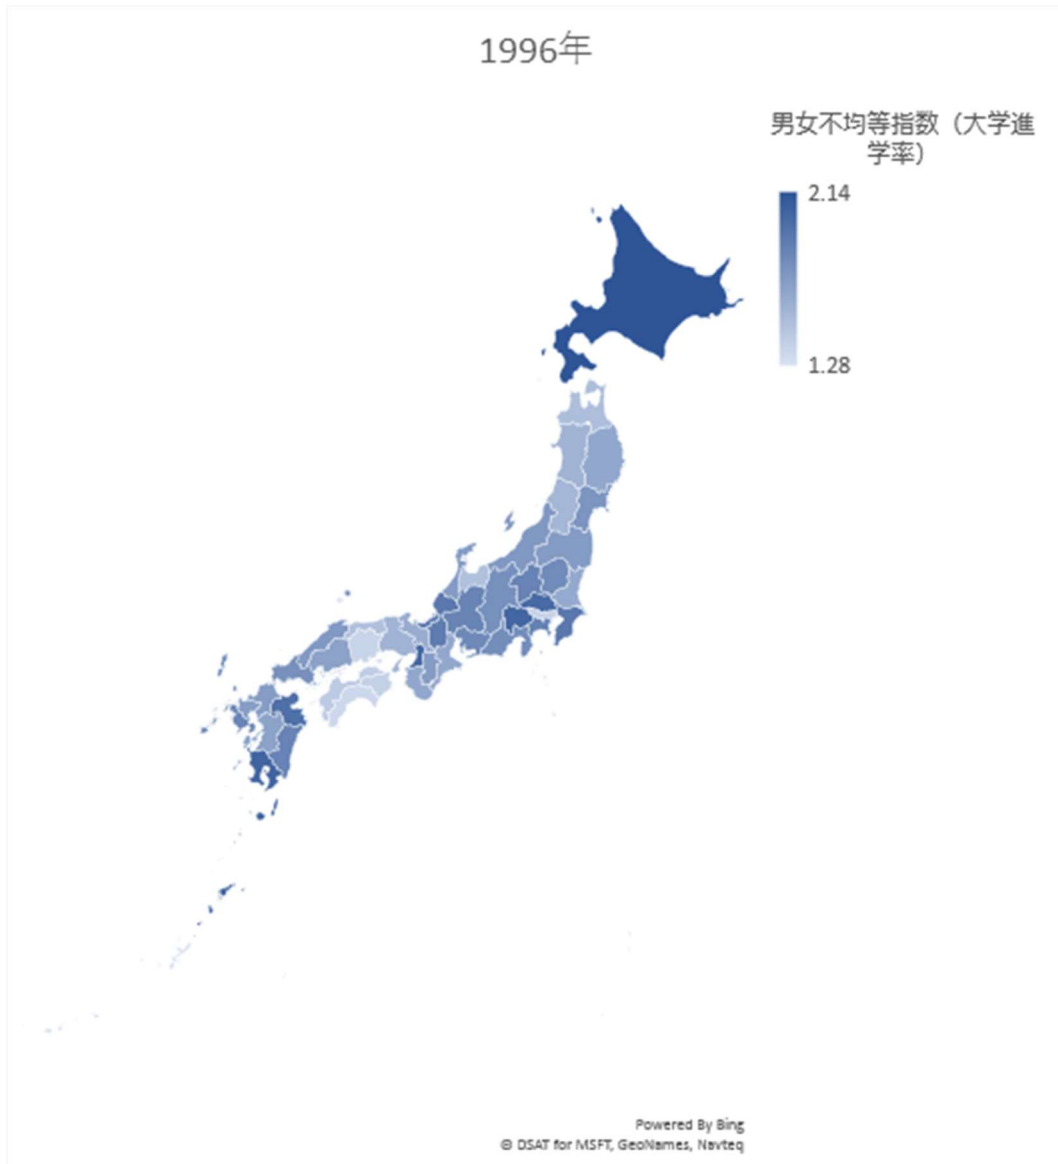 1996年
男女不均等指数（大学進
学率）
2.14
1.28
Powered By Bing
© DSAT for MSFT, GeoNames, Navteq